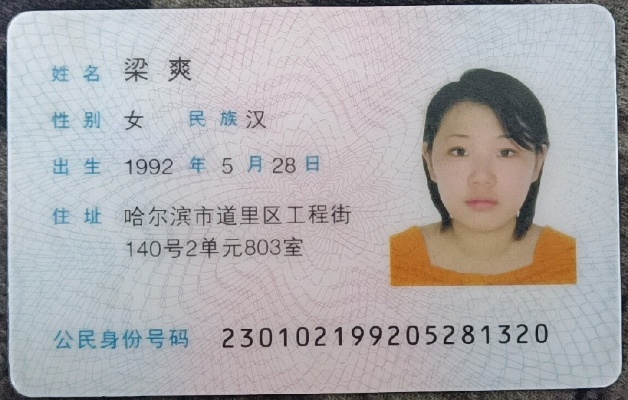 姓名 梁爽
性别 女 民族 汉
出生 1992 年 5 月 28 日
住址 哈尔滨市道里区工程街
140号2单元803室
公民身份号码 230102199205281320